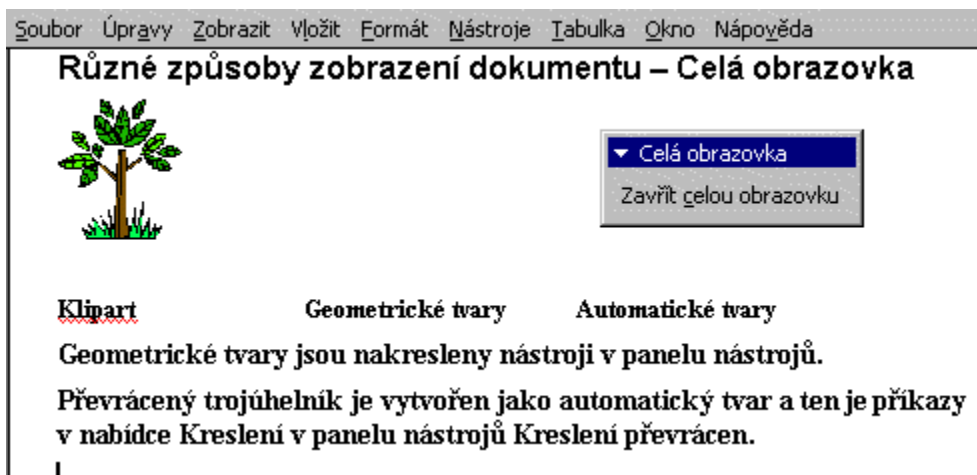 Soubor Úpravy Zobrazit Vložit Formát Nástroje Tabulka Okno Nápověda
Různé způsoby zobrazení dokumentu – Celá obrazovka
Celá obrazovka
Zavřít celou obrazovku
Klipart Geometrické tvary Automatické tvary
Geometrické tvary jsou nakresleny nástroji v panelu nástrojů.
Převrácený trojúhelník je vytvořen jako automatický tvar a ten je příkazy
v nabídce Kreslení v panelu nástrojů Kreslení převrácen.